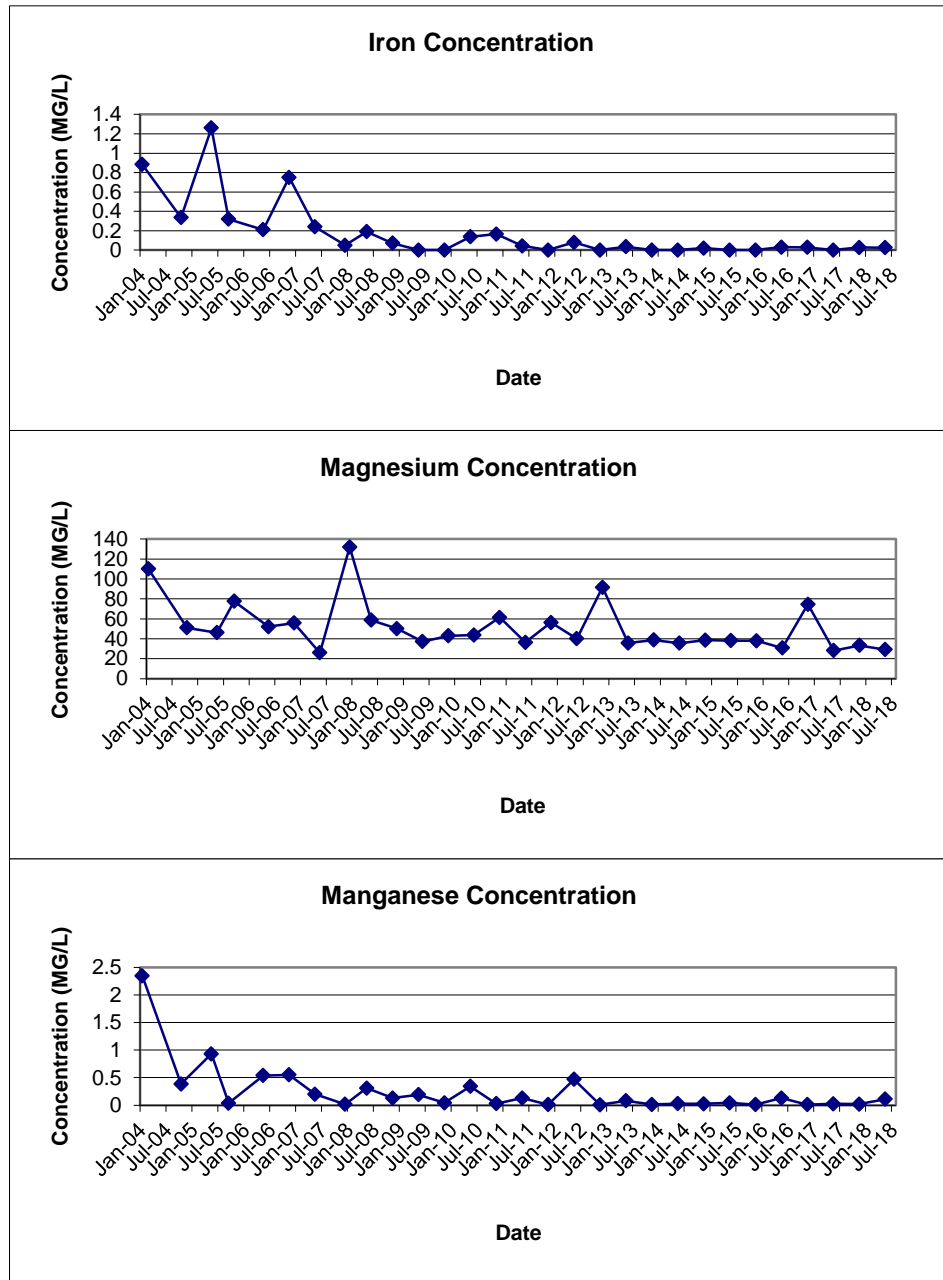 Iron Concentration
Concentration (MG/L)
1.4
1.2
1
0.8
0.6
0.4
0.2
0
Jan-04
Jul-04
Jan-05
Jul-05
Jan-06
Jul-06
Jan-07
Jul-07
Jan-08
Jul-08
Jan-09
Jul-09
Jan-10
Jul-10
Jan-11
Jul-11
Jan-12
Jul-12
Jan-13
Jul-13
Jan-14
Jul-14
Jan-15
Jul-15
Jan-16
Jul-16
Jan-17
Jul-17
Jan-18
Jul-18
Date
Magnesium Concentration
Concentration (MG/L)
140
120
100
80
60
40
20
0
Jan-04
Jul-04
Jan-05
Jul-05
Jan-06
Jul-06
Jan-07
Jul-07
Jan-08
Jul-08
Jan-09
Jul-09
Jan-10
Jul-10
Jan-11
Jul-11
Jan-12
Jul-12
Jan-13
Jul-13
Jan-14
Jul-14
Jan-15
Jul-15
Jan-16
Jul-16
Jan-17
Jul-17
Jan-18
Jul-18
Date
Manganese Concentration
Concentration (MG/L)
2.5
2
1.5
1
0.5
0
Jan-04
Jul-04
Jan-05
Jul-05
Jan-06
Jul-06
Jan-07
Jul-07
Jan-08
Jul-08
Jan-09
Jul-09
Jan-10
Jul-10
Jan-11
Jul-11
Jan-12
Jul-12
Jan-13
Jul-13
Jan-14
Jul-14
Jan-15
Jul-15
Jan-16
Jul-16
Jan-17
Jul-17
Jan-18
Jul-18
Date